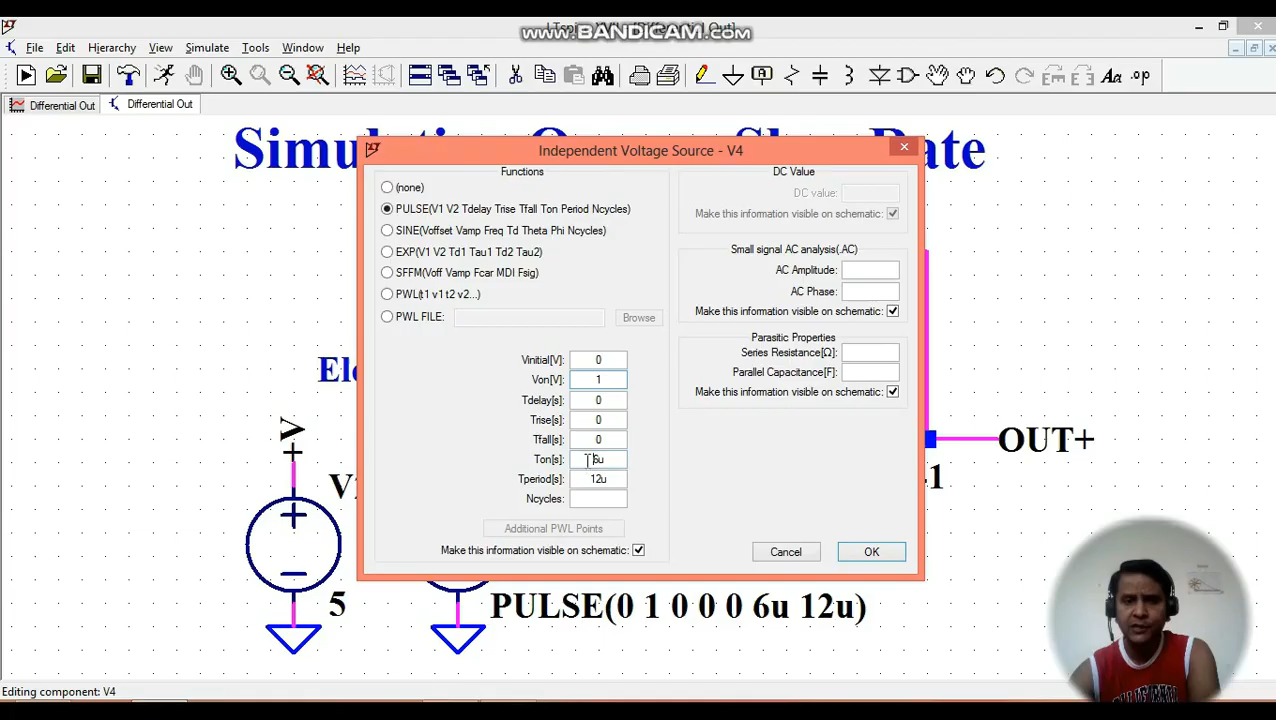 www.BANDICAM.com
File Edit Hierarchy View Simulate Tools Window Help
Differential Out Differential Out
Independent Voltage Source - V4
Functions
(none)
PULSE(V1 V2 Tdelay Trise Tfall Ton Period Ncycles)
SINE(Voffset Vamp Freq Td Theta Phi Ncycles)
EXP(V1 V2 Td1 Tau1 Td2 Tau2)
SFFM(Voff Vamp Fcar MDI Fsig)
PWL(t1 v1 t2 v2...)
PWL FILE: Browse
Vinitial[V]: 0
Von[V]: 1
Tdelay[s]: 0
Trise[s]: 0
Tfall[s]: 0
Ton[s]: 6u
Tperiod[s]: 12u
Ncycles:
Additional PWL Points
Make this information visible on schematic:
DC Value
DC value:
Make this information visible on schematic:
Small signal AC analysis(.AC)
AC Amplitude:
AC Phase:
Make this information visible on schematic:
Parasitic Properties
Series Resistance[Ω]:
Parallel Capacitance[F]:
Make this information visible on schematic:
Cancel OK
OUT+
+V
5
PULSE(0 1 0 0 0 6u 12u)
Editing component: V4